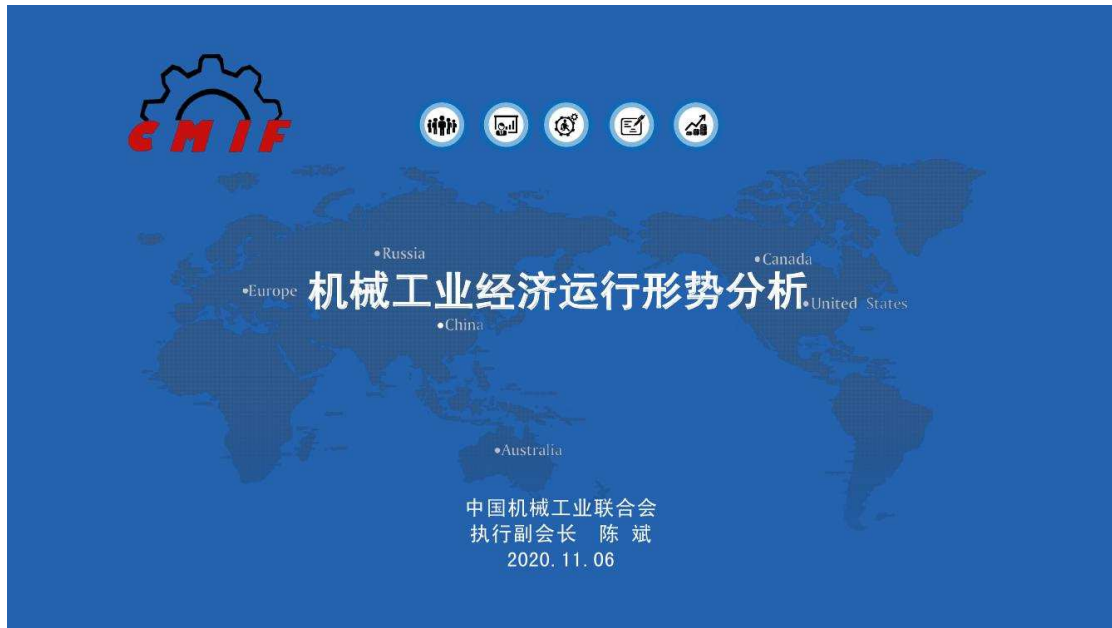 CMIF
Russia
Canada
Europe
机械工业经济运行形势分析
United States
China
Australia
中国机械工业联合会
执行副会长 陈 斌
2020.11.06